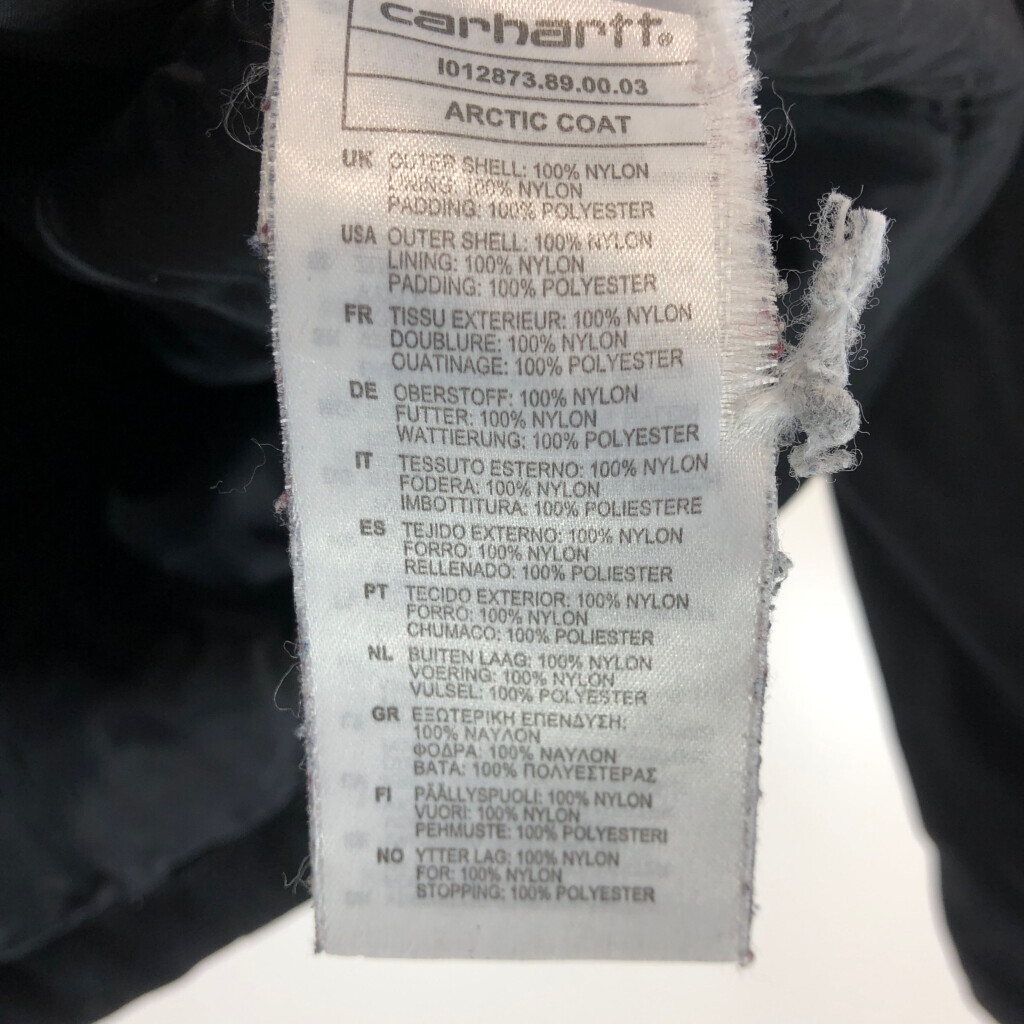 carhartt®
I012873.89.00.03
ARCTIC COAT
UK OUTER SHELL: 100% NYLON
LINING: 100% NYLON
PADDING: 100% POLYESTER
USA OUTER SHELL: 100% NYLON
LINING: 100% NYLON
PADDING: 100% POLYESTER
FR TISSU EXTERIEUR: 100% NYLON
DOUBLURE: 100% NYLON
OUATINAGE: 100% POLYESTER
DE OBERSTOFF: 100% NYLON
FUTTER: 100% NYLON
WATTIERUNG: 100% POLYESTER
IT TESSUTO ESTERNO: 100% NYLON
FODERA: 100% NYLON
IMBOTTITURA: 100% POLIESTERE
ES TEJIDO EXTERNO: 100% NYLON
FORRO: 100% NYLON
RELLENADO: 100% POLIESTER
PT TECIDO EXTERIOR: 100% NYLON
FORRO: 100% NYLON
CHUMACO: 100% POLIESTER
NL BUITEN LAAG: 100% NYLON
VOERING: 100% NYLON
VULSEL: 100% POLYESTER
GR ΕΞΩΤΕΡΙΚΗ ΕΠΕΝΔΥΣΗ:
100% ΝΑΥΛΟΝ
ΦΟΔΡΑ: 100% ΝΑΥΛΟΝ
ΒΑΤΑ: 100% ΠΟΛΥΕΣΤΕΡΑΣ
FI PÄÄLLYSPUOLI: 100% NYLON
VUORI: 100% NYLON
PEHMUSTE: 100% POLYESTERI
NO YTTER LAG: 100% NYLON
FOR: 100% NYLON
STOPPING: 100% POLYESTER